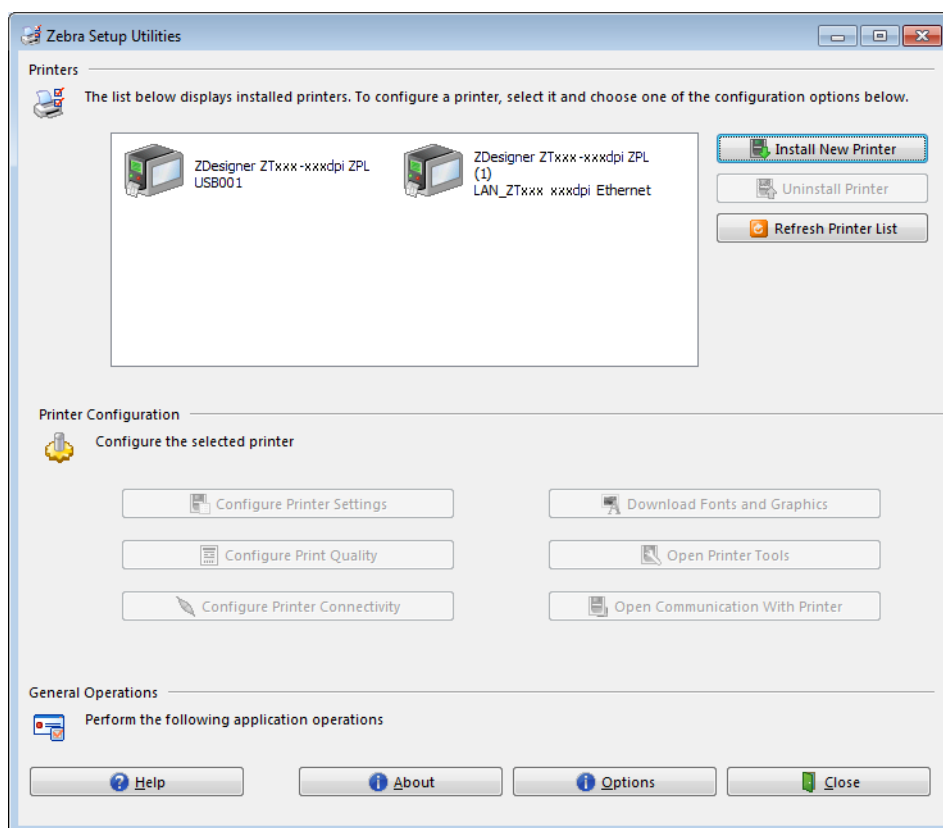 Zebra Setup Utilities
Printers
The list below displays installed printers. To configure a printer, select it and choose one of the configuration options below.
ZDesigner ZTxxx-xxxdpi ZPL
USB001
ZDesigner ZTxxx-xxxdpi ZPL
(1)
LAN_ZTxxx xxxdpi Ethernet
Install New Printer
Uninstall Printer
Refresh Printer List
Printer Configuration
Configure the selected printer
Configure Printer Settings
Download Fonts and Graphics
Configure Print Quality
Open Printer Tools
Configure Printer Connectivity
Open Communication With Printer
General Operations
Perform the following application operations
Help
About
Options
Close